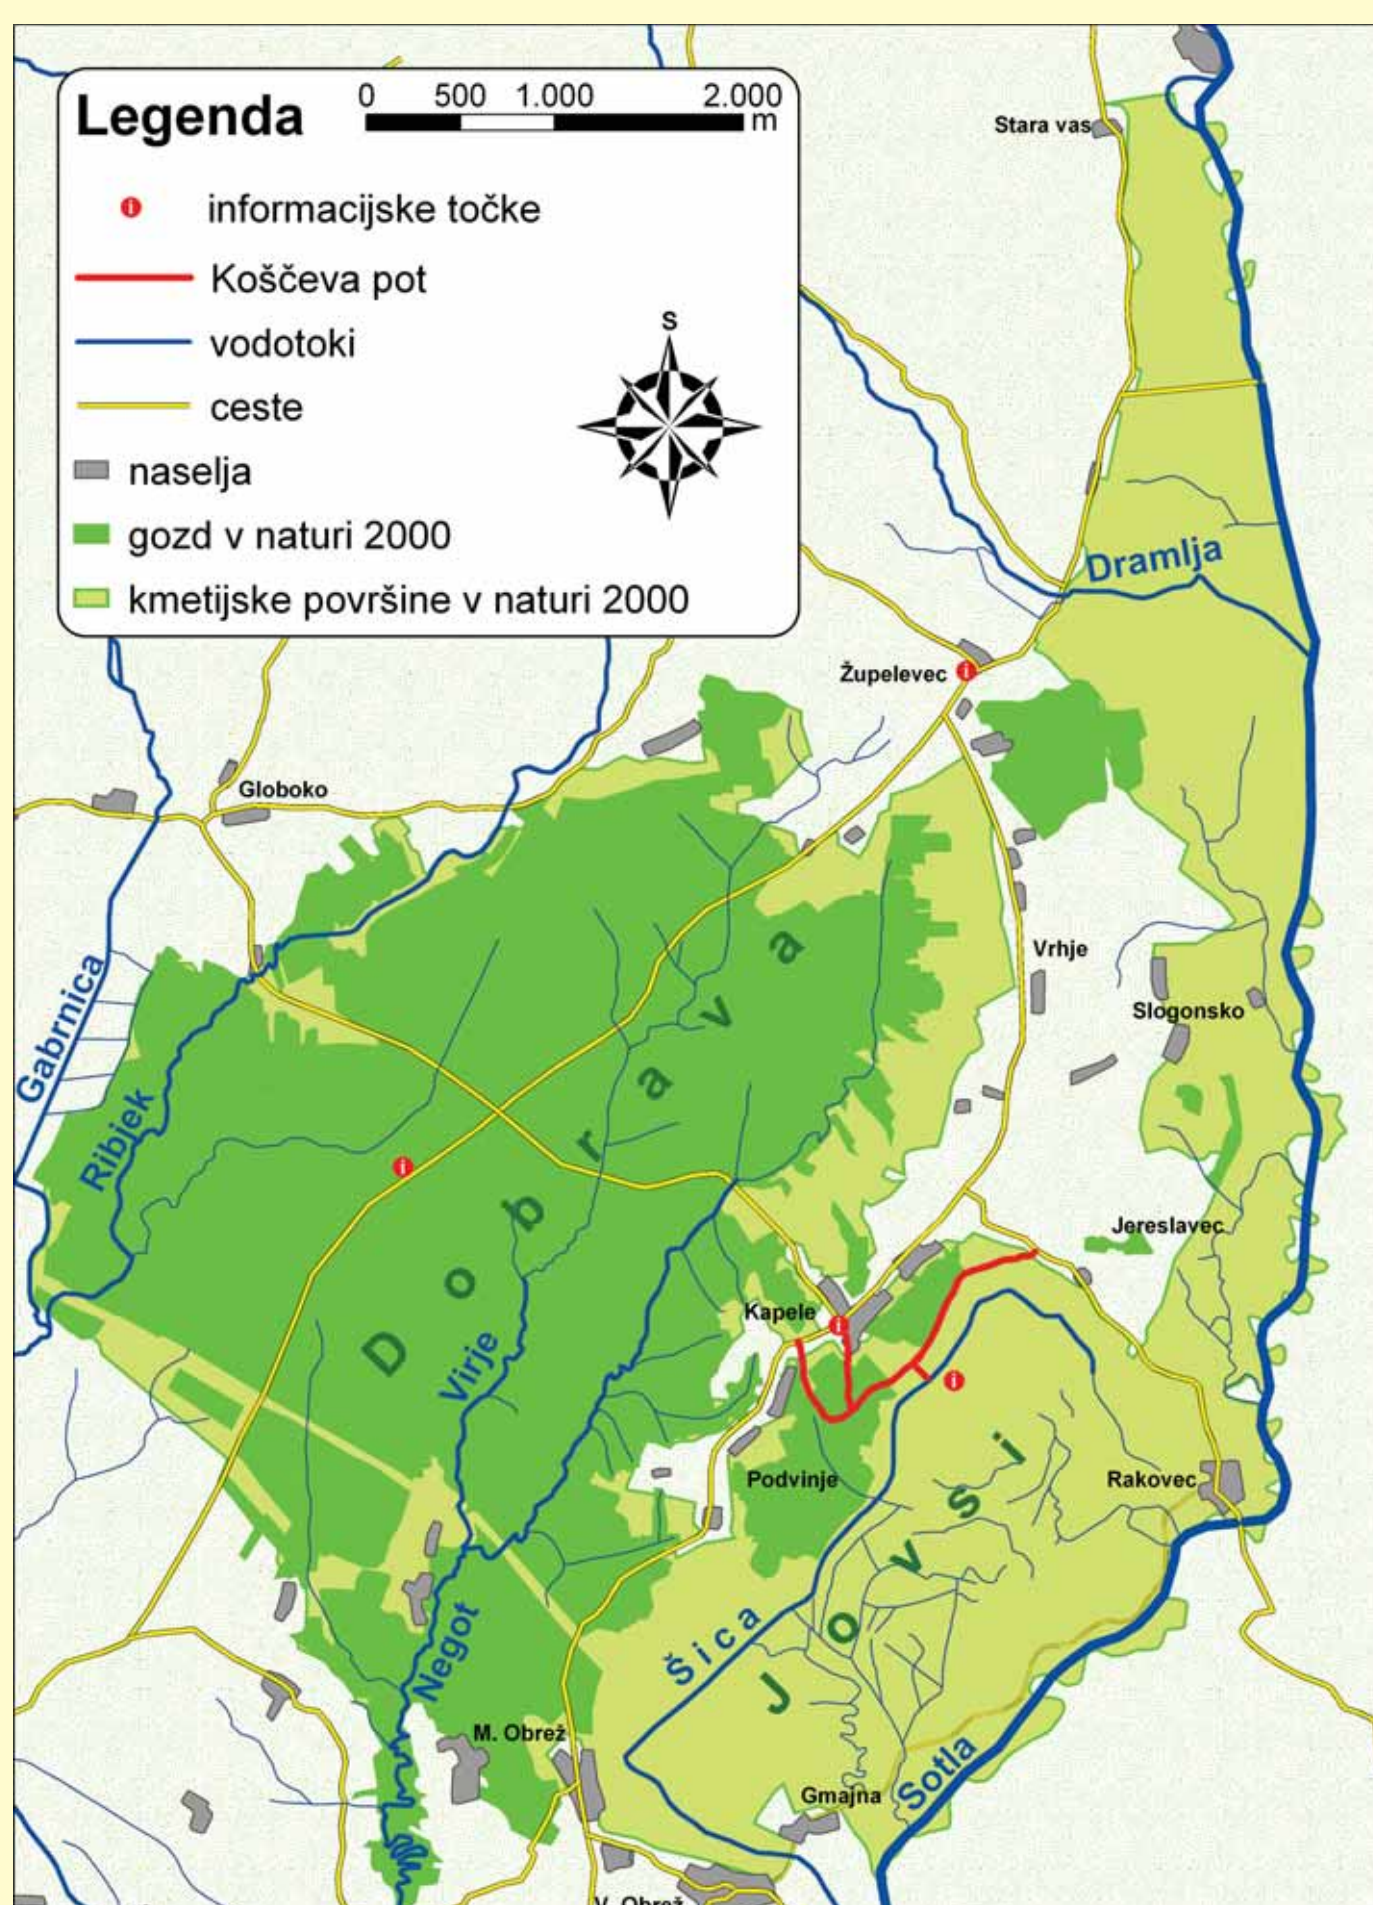 Legenda
0 500 1.000 2.000
m
informacijske točke
Koščeva pot
vodotoki
ceste
naselja
gozd v naturi 2000
kmetijske površine v naturi 2000
S
Stara vas
Dramlja
Župelevec
Globoko
Gabrnica
Ribjek
Vrhje
Slogonsko
Dobrava
Jereslavec
Kapele
Virje
Podvinje
Rakovec
Jovsi
Šica
Negot
M. Obrež
Gmajna
Sotla
V. Obrež
i
i
i
i